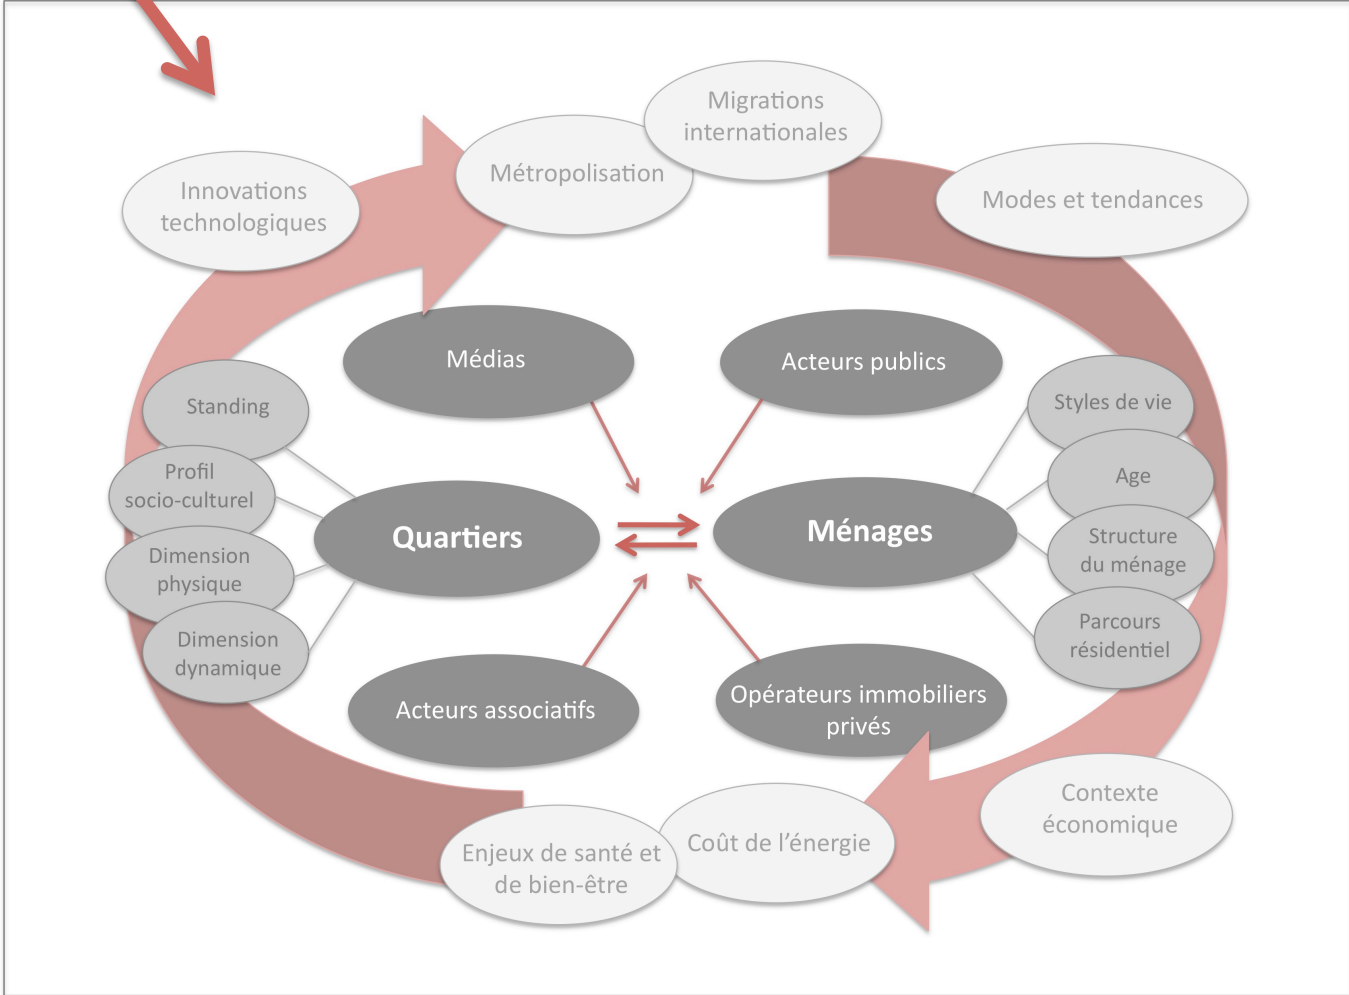 Migrations
internationales
Métropolisation
Innovations
technologiques
Modes et tendances
Médias
Acteurs publics
Standing
Profil
socio-culturel
Dimension
physique
Dimension
dynamique
Quartiers
Ménages
Styles de vie
Age
Structure
du ménage
Parcours
résidentiel
Acteurs associatifs
Opérateurs immobiliers
privés
Enjeux de santé et
de bien-être
Coût de l'énergie
Contexte
économique